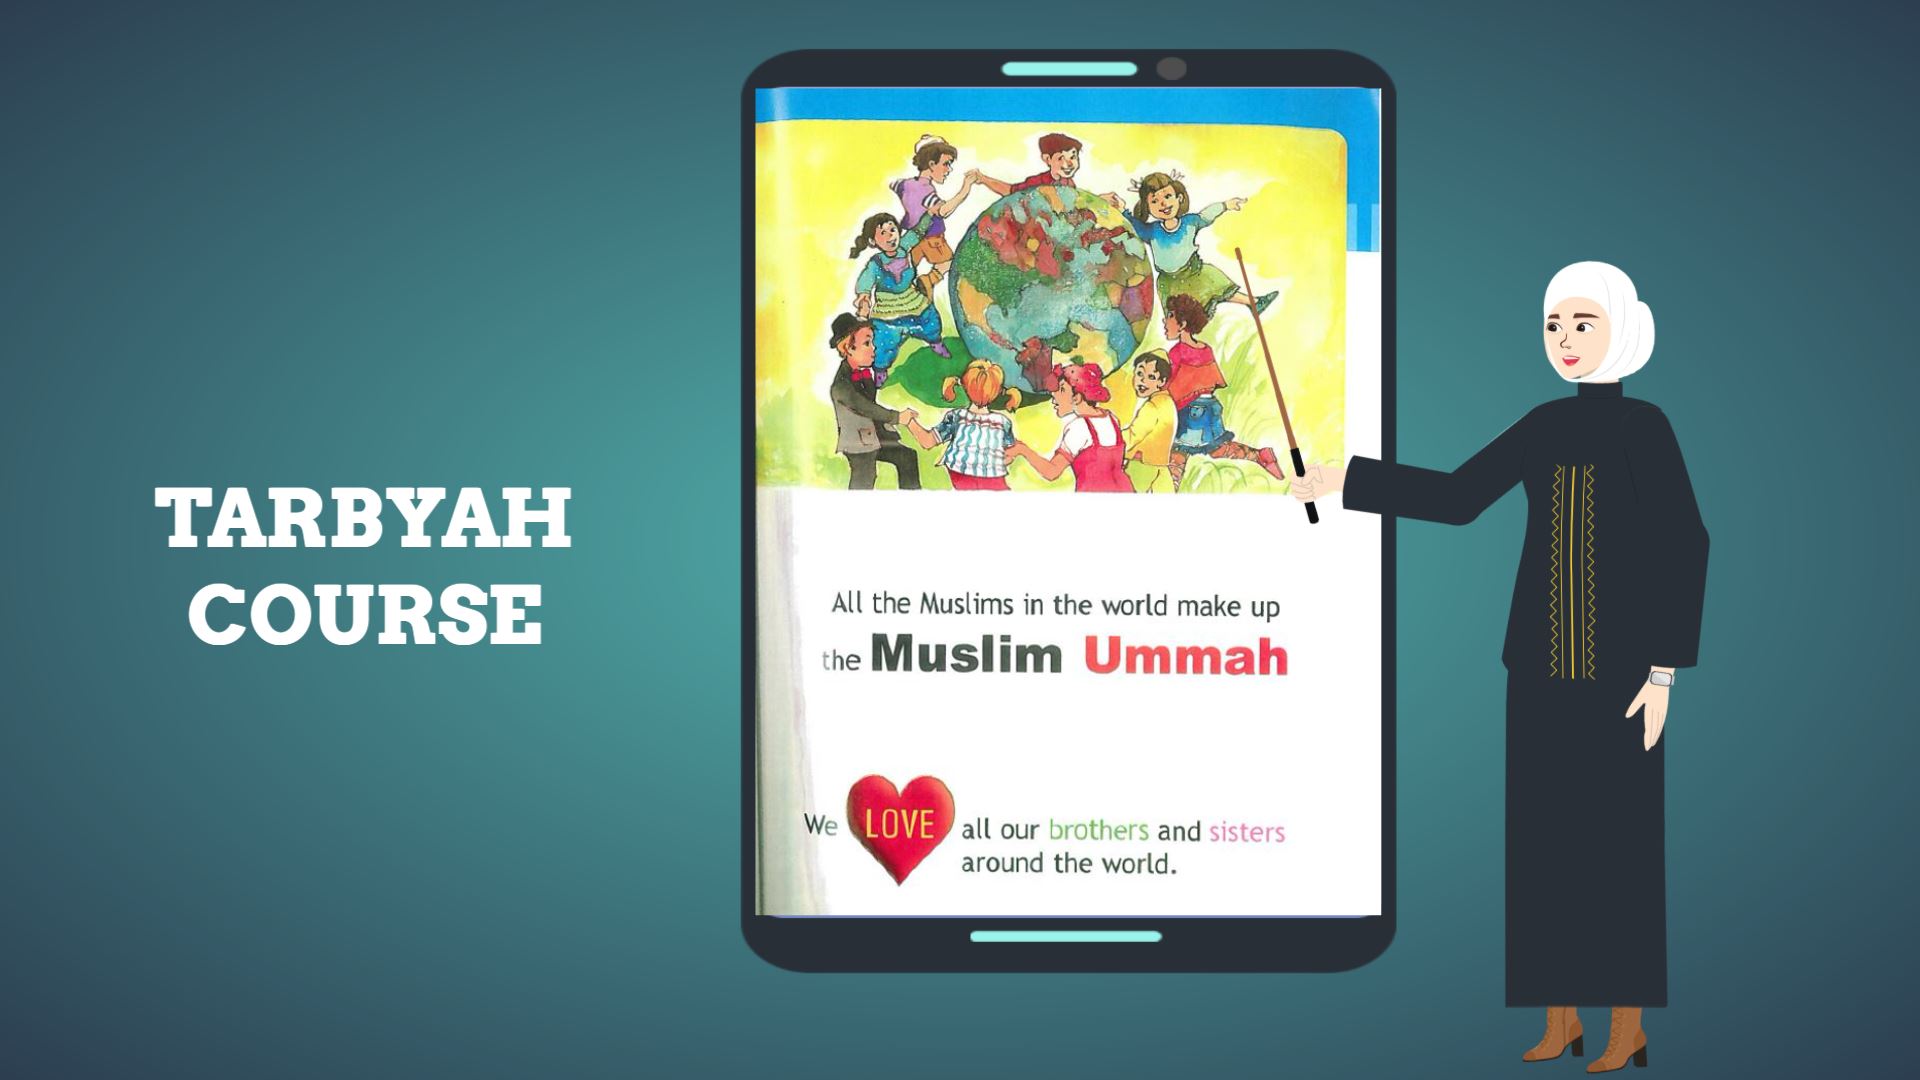 TARBYAH
COURSE
All the Muslims in the world make up
the Muslim Ummah
We LOVE all our brothers and sisters
around the world.